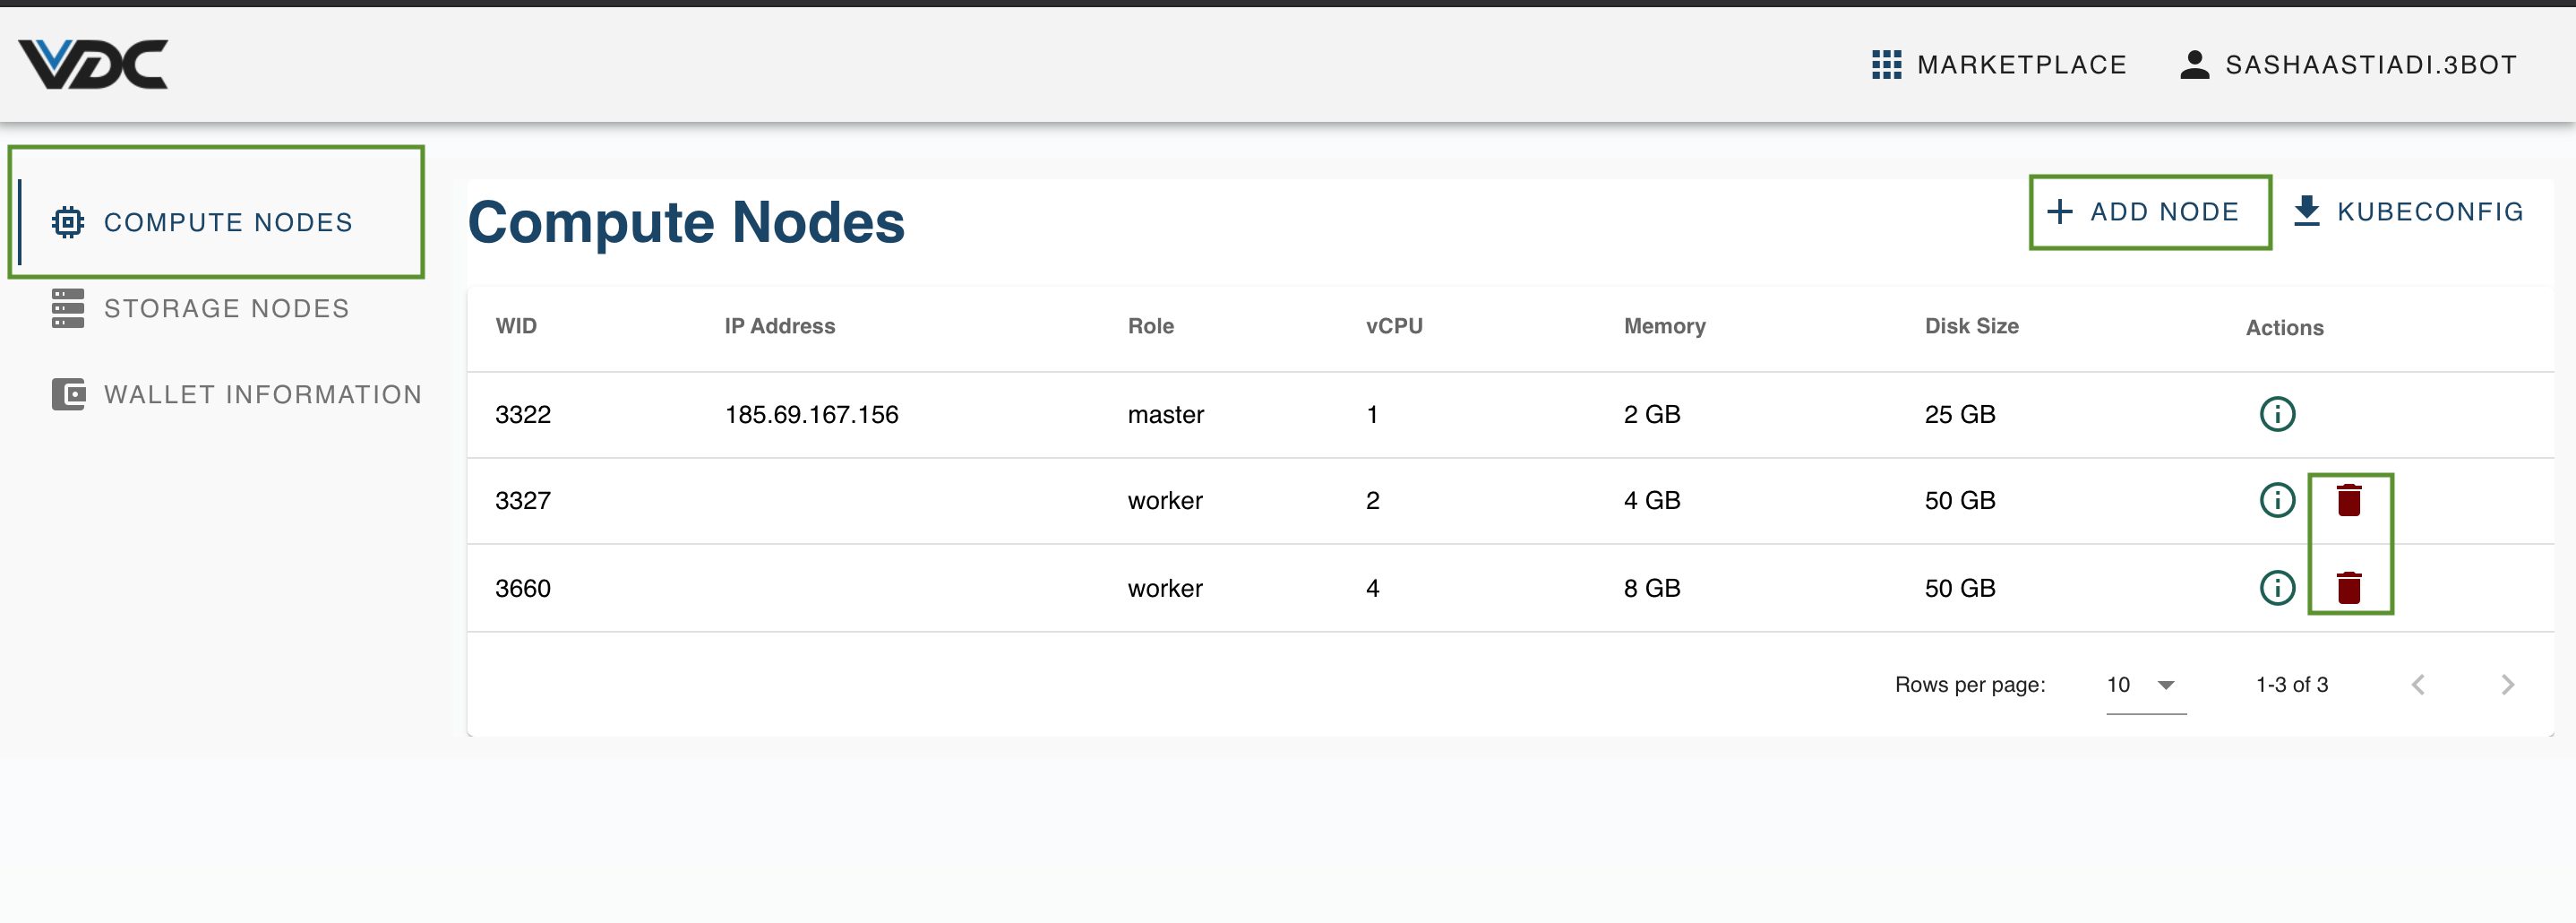 VDC
MARKETPLACE SASHAASTIADI.3BOT
COMPUTE NODES
STORAGE NODES
WALLET INFORMATION
Compute Nodes
ADD NODE KUBECONFIG
WID IP Address Role vCPU Memory Disk Size Actions
3322 185.69.167.156 master 1 2 GB 25 GB
3327 worker 2 4 GB 50 GB
3660 worker 4 8 GB 50 GB
Rows per page: 10 1-3 of 3